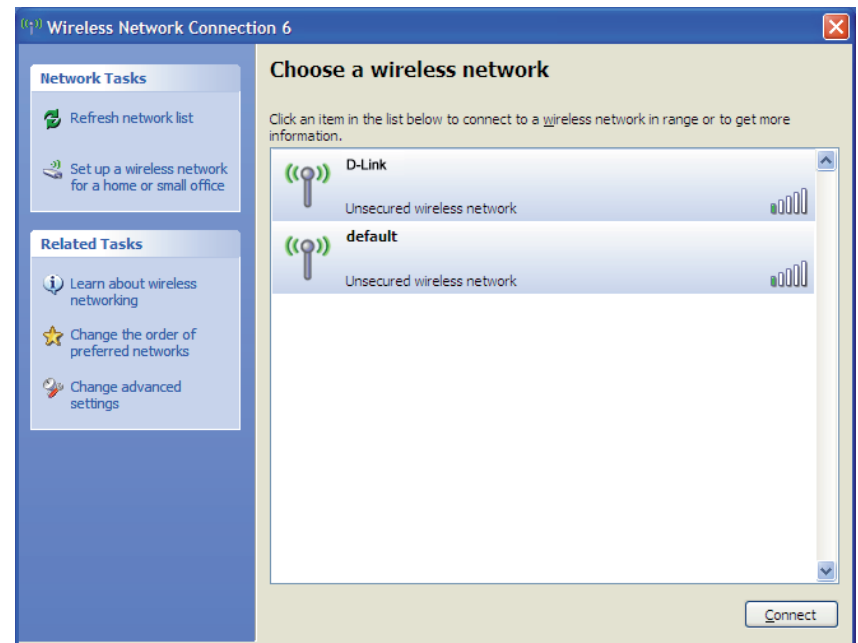 Wireless Network Connection 6
Network Tasks
Refresh network list
Set up a wireless network
for a home or small office
Related Tasks
Learn about wireless
networking
Change the order of
preferred networks
Change advanced
settings
Choose a wireless network
Click an item in the list below to connect to a wireless network in range or to get more
information.
D-Link
Unsecured wireless network
default
Unsecured wireless network
Connect